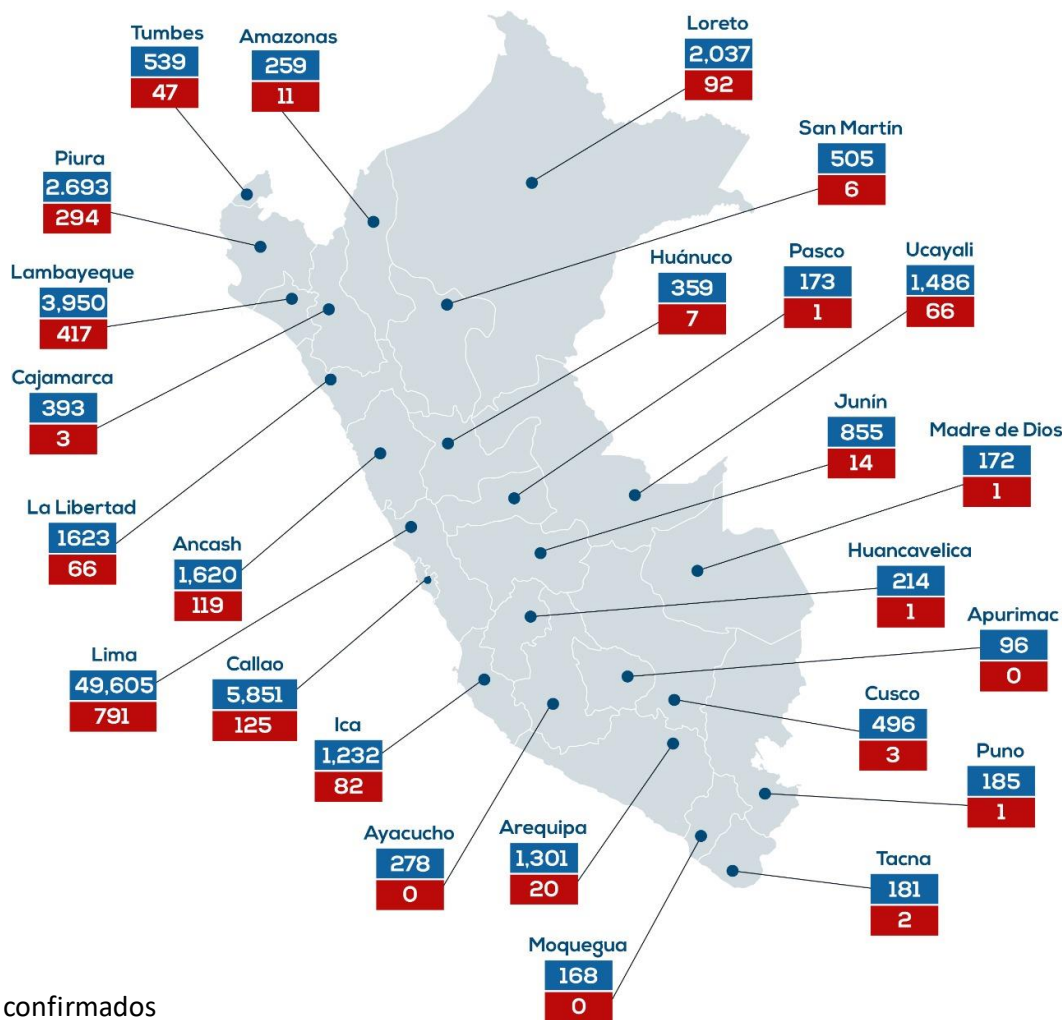 Tumbes
539
47
Amazonas
259
11
Loreto
2,037
92
San Martín
505
6
Piura
2.693
294
Huánuco
359
7
Pasco
173
1
Ucayali
1,486
66
Lambayeque
3,950
417
Cajamarca
393
3
Junín
855
14
Madre de Dios
172
1
La Libertad
1623
66
Ancash
1,620
119
Huancavelica
214
1
Apurimac
96
0
Lima
49,605
791
Callao
5,851
125
Ica
1,232
82
Cusco
496
3
Puno
185
1
Ayacucho
278
0
Arequipa
1,301
20
Tacna
181
2
Moquegua
168
0
confirmados